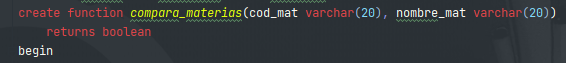 create function compara_materias(cod_mat varchar(20), nombre_mat varchar(20))
returns boolean
begin